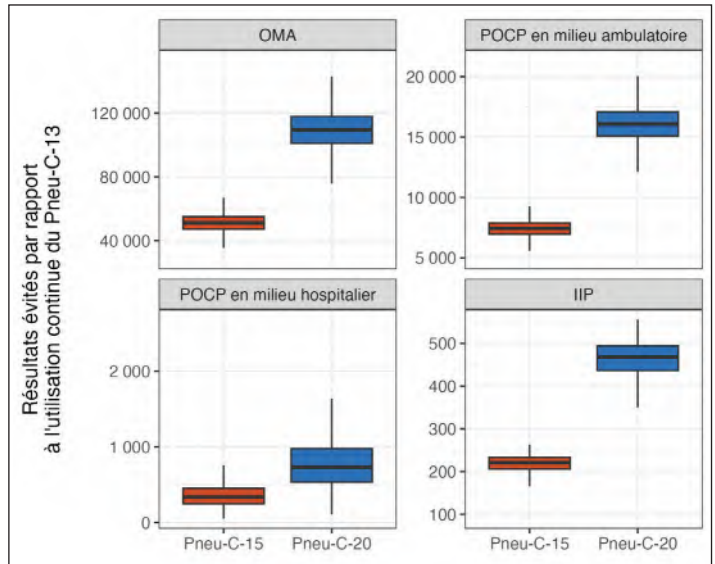 Résultats évités par rapport
à l'utilisation continue du Pneu-C-13
OMA
120 000
80 000
40 000
POCP en milieu ambulatoire
20 000
15 000
10 000
5 000
POCP en milieu hospitalier
2 000
1 000
0
Pneu-C-15 Pneu-C-20
IIP
500
400
300
200
100
Pneu-C-15 Pneu-C-20